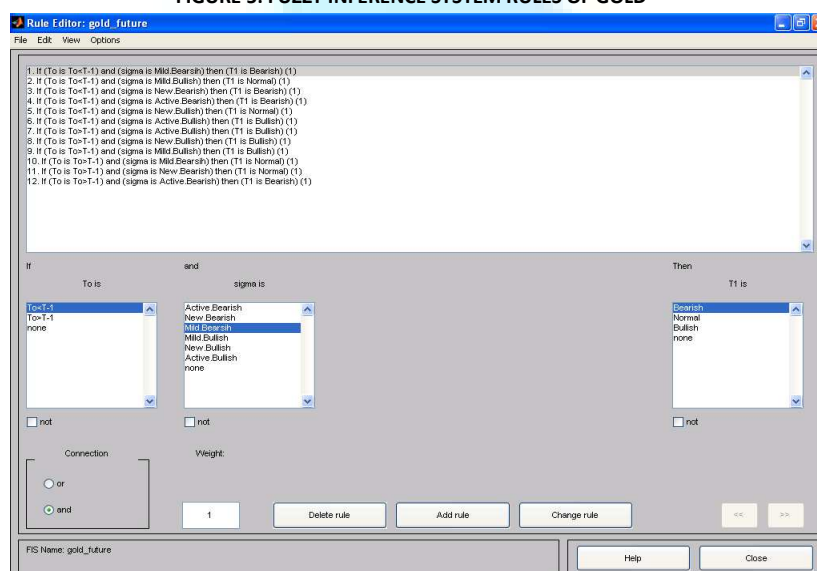 FIGURE 5: FUZZY INFERENCE SYSTEM RULES OF GOLD
Rule Editor: gold_future
File Edit View Options
1. If (To is To<T-1) and (sigma is Mild.Bearsih) then (T1 is Bearish) (1)
2. If (To is To<T-1) and (sigma is Milld.Bullish) then (T1 is Normal) (1)
3. If (To is To<T-1) and (sigma is New.Bearish) then (T1 is Bearish) (1)
4. If (To is To<T-1) and (sigma is Active.Bearish) then (T1 is Bearish) (1)
5. If (To is To<T-1) and (sigma is New.Bullish) then (T1 is Normal) (1)
6. If (To is To<T-1) and (sigma is Active.Bullish) then (T1 is Bullish) (1)
7. If (To is To>T-1) and (sigma is Active.Bullish) then (T1 is Bullish) (1)
8. If (To is To>T-1) and (sigma is New.Bullish) then (T1 is Bullish) (1)
9. If (To is To>T-1) and (sigma is Milld.Bullish) then (T1 is Bullish) (1)
10. If (To is To>T-1) and (sigma is Mild.Bearsih) then (T1 is Normal) (1)
11. If (To is To>T-1) and (sigma is New.Bearish) then (T1 is Normal) (1)
12. If (To is To>T-1) and (sigma is Active.Bearish) then (T1 is Bearish) (1)
If and Then
To is sigma is T1 is
To<T-1
To>T-1
none
Active.Bearish
New.Bearish
Mild.Bearsih
Milld.Bullish
New.Bullish
Active.Bullish
none
Bearish
Normal
Bullish
none
not not not
Connection Weight:
or
and 1 Delete rule Add rule Change rule << >>
FIS Name: gold_future Help Close